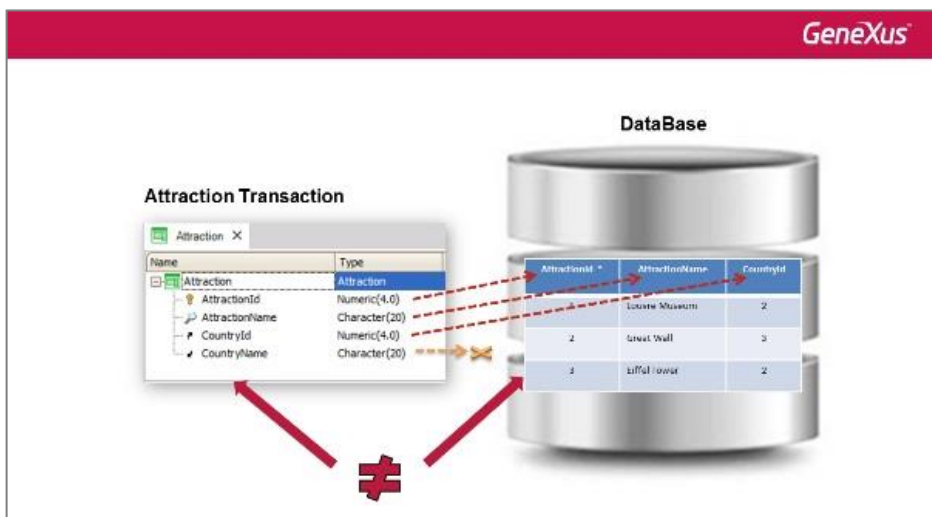 GeneXus
DataBase
Attraction Transaction
Attraction X
Name Type
Attraction Attraction
AttractionId Numeric(4.0)
AttractionName Character(20)
CountryId Numeric(4.0)
CountryName Character(20)
AttractionId * AttractionName CountryId
Louvre Museum 2
2 Great Wall 3
3 Eiffel Tower 2
≠